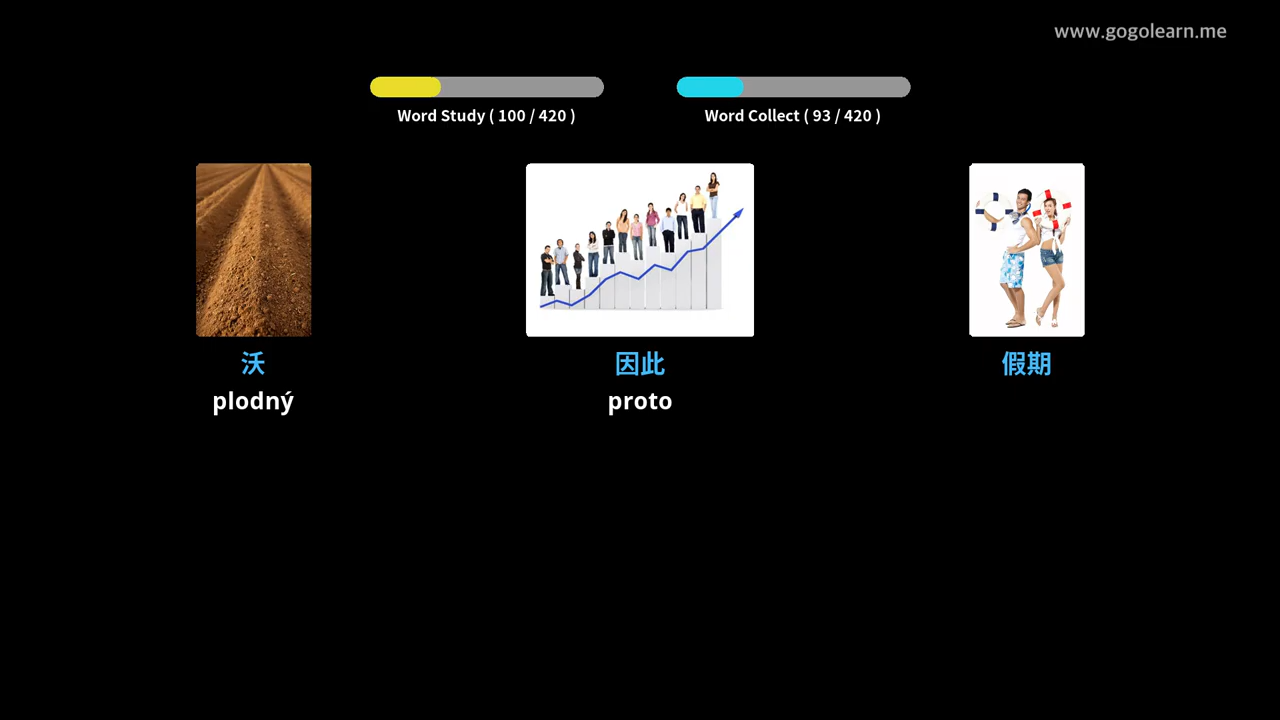 www.gogolearn.me
Word Study ( 100 / 420 )
Word Collect ( 93 / 420 )
沃
plodný
因此
proto
假期